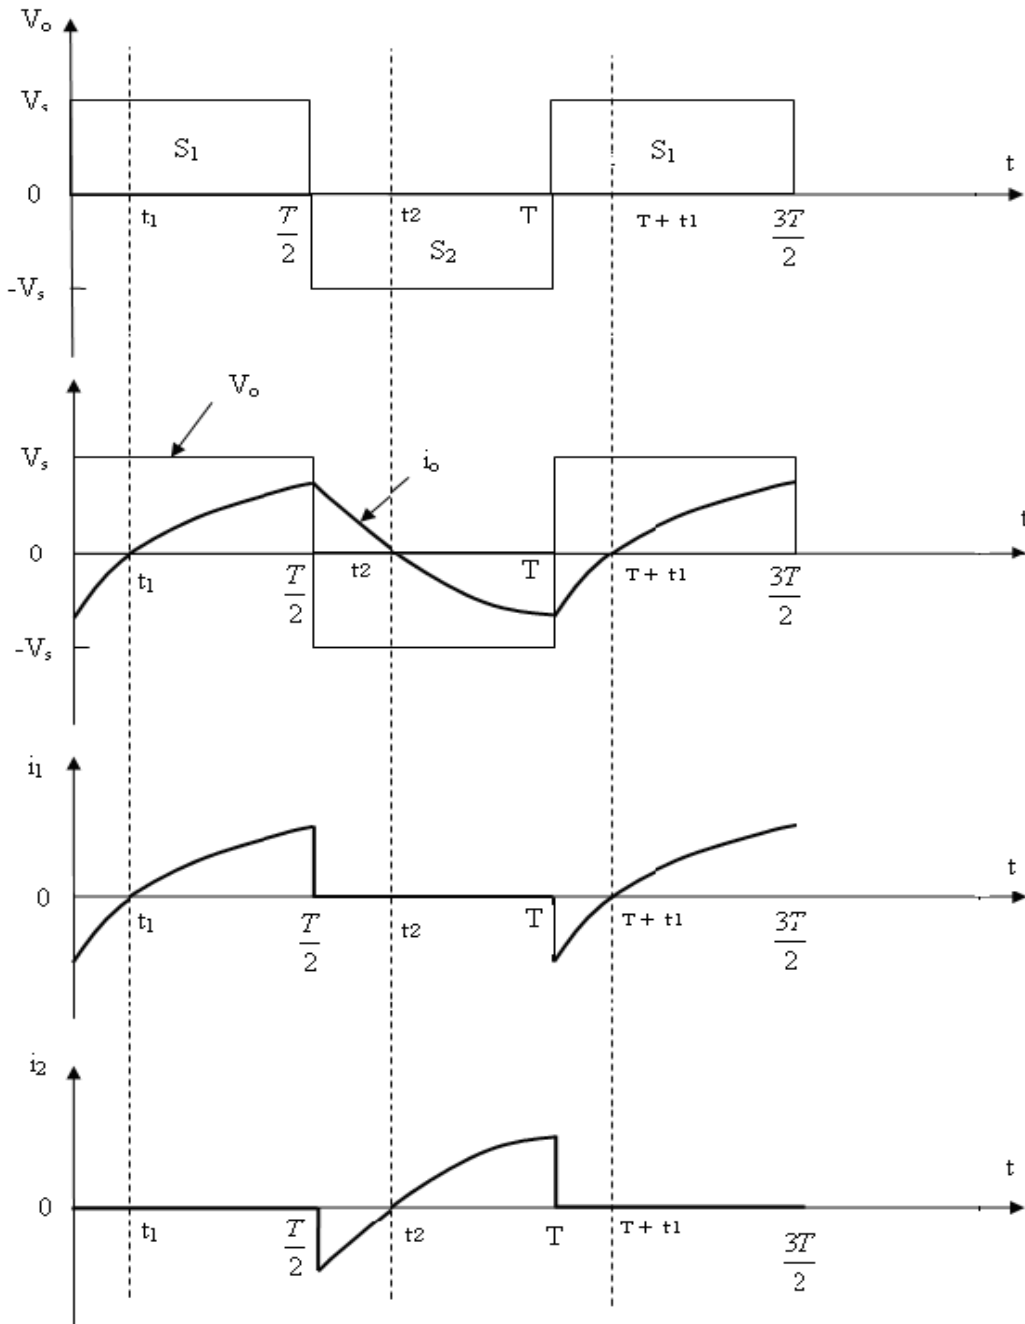 Vₒ
Vₛ
S₁
S₁
t
0
t₁
T/2
t2
T
T + t1
3T/2
S₂
-Vₛ
Vₒ
Vₛ
iₒ
t
0
t₁
T/2
t2
T
T + t1
3T/2
-Vₛ
i₁
t
0
t₁
T/2
t2
T
T + t1
3T/2
i₂
t
0
t₁
T/2
t2
T
T + t1
3T/2